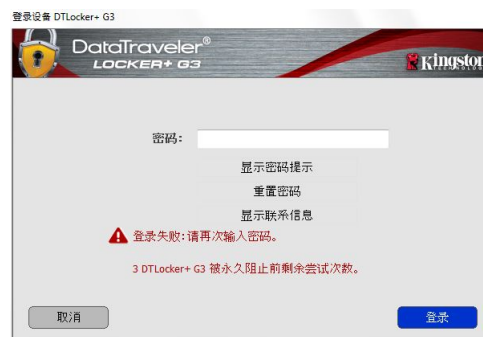 登录设备 DTLocker+ G3
DataTraveler®
LOCKER+ G3
Kingston
TECHNOLOGY
密码:
显示密码提示
重置密码
显示联系信息
登录失败:请再次输入密码。
3 DTLocker+ G3 被永久阻止前剩余尝试次数。
取消
登录